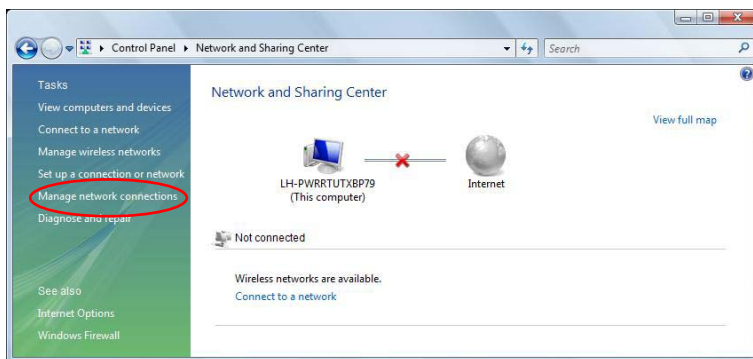 Control Panel Network and Sharing Center Search
Tasks
View computers and devices
Connect to a network
Manage wireless networks
Set up a connection or network
Manage network connections
Diagnose and repair
See also
Internet Options
Windows Firewall
Network and Sharing Center
View full map
LH-PWRRTUTXBP79
(This computer)
Internet
Not connected
Wireless networks are available.
Connect to a network